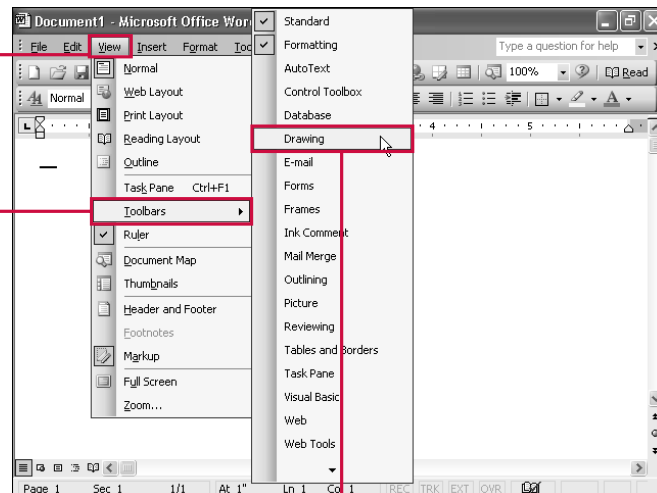 Document1 - Microsoft Office Wor
File Edit View Insert Format Too
Type a question for help
100%
Read
Normal
4 5
Normal
Web Layout
Print Layout
Reading Layout
Outline
Task Pane Ctrl+F1
Toolbars
Ruler
Document Map
Thumbnails
Header and Footer
Footnotes
Markup
Full Screen
Zoom...
Standard
Formatting
AutoText
Control Toolbox
Database
Drawing
E-mail
Forms
Frames
Ink Comment
Mail Merge
Outlining
Picture
Reviewing
Tables and Borders
Task Pane
Visual Basic
Web
Web Tools
Page 1 Sec 1 1/1 At 1" Ln 1 Col 1 REC TRK EXT OVR